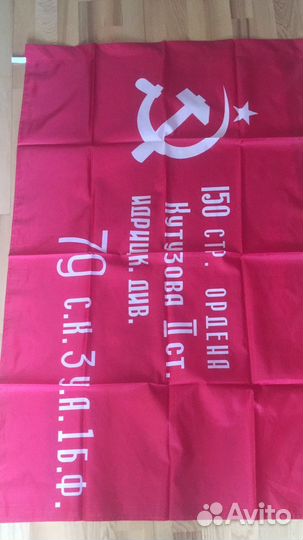 150 стр. ордена
Кутузова II ст.
идрицк. див.
79 с.к. 3 у.А. 1 Б.Ф.
Avito